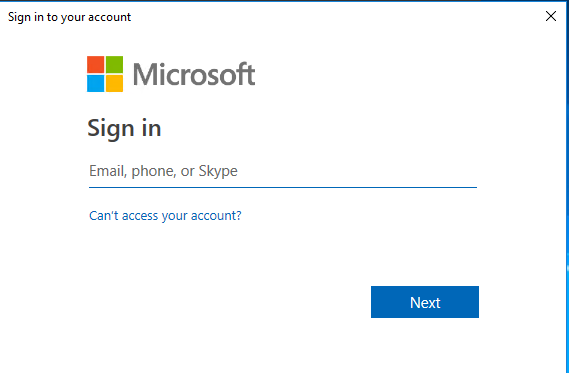 Sign in to your account
Microsoft
Sign in
Email, phone, or Skype
Can't access your account?
Next